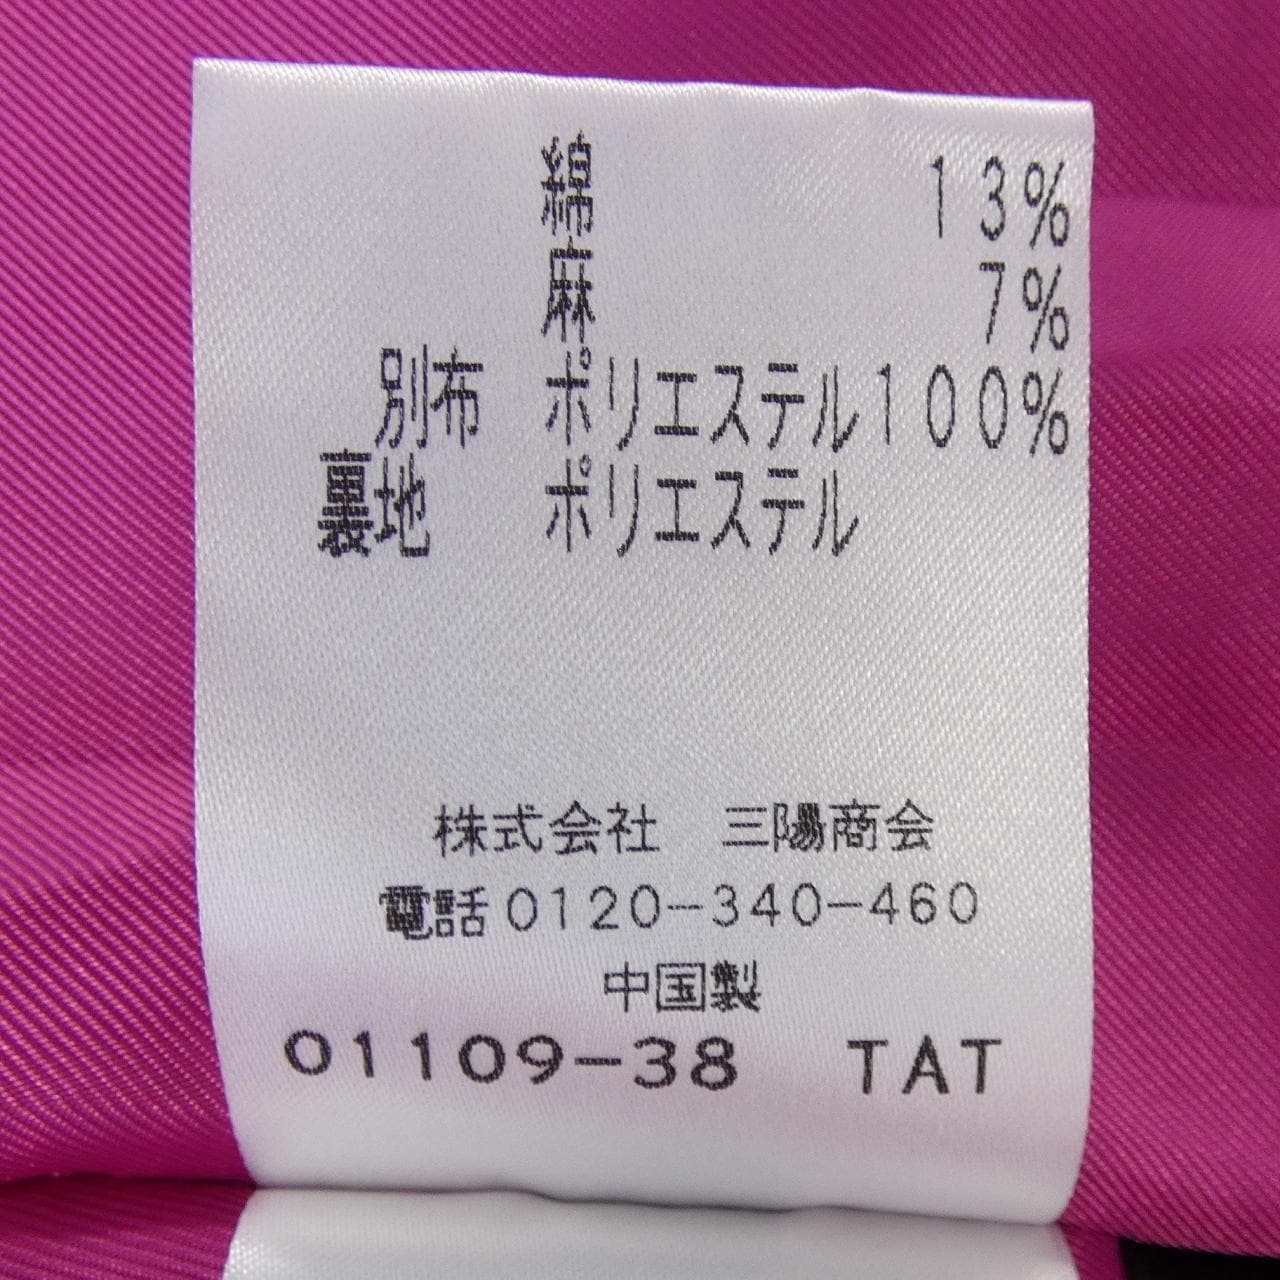 綿 13%
麻 7%
別布 ポリエステル100%
裏地 ポリエステル
株式会社 三陽商会
電話0120-340-460
中国製
01109-38 TAT